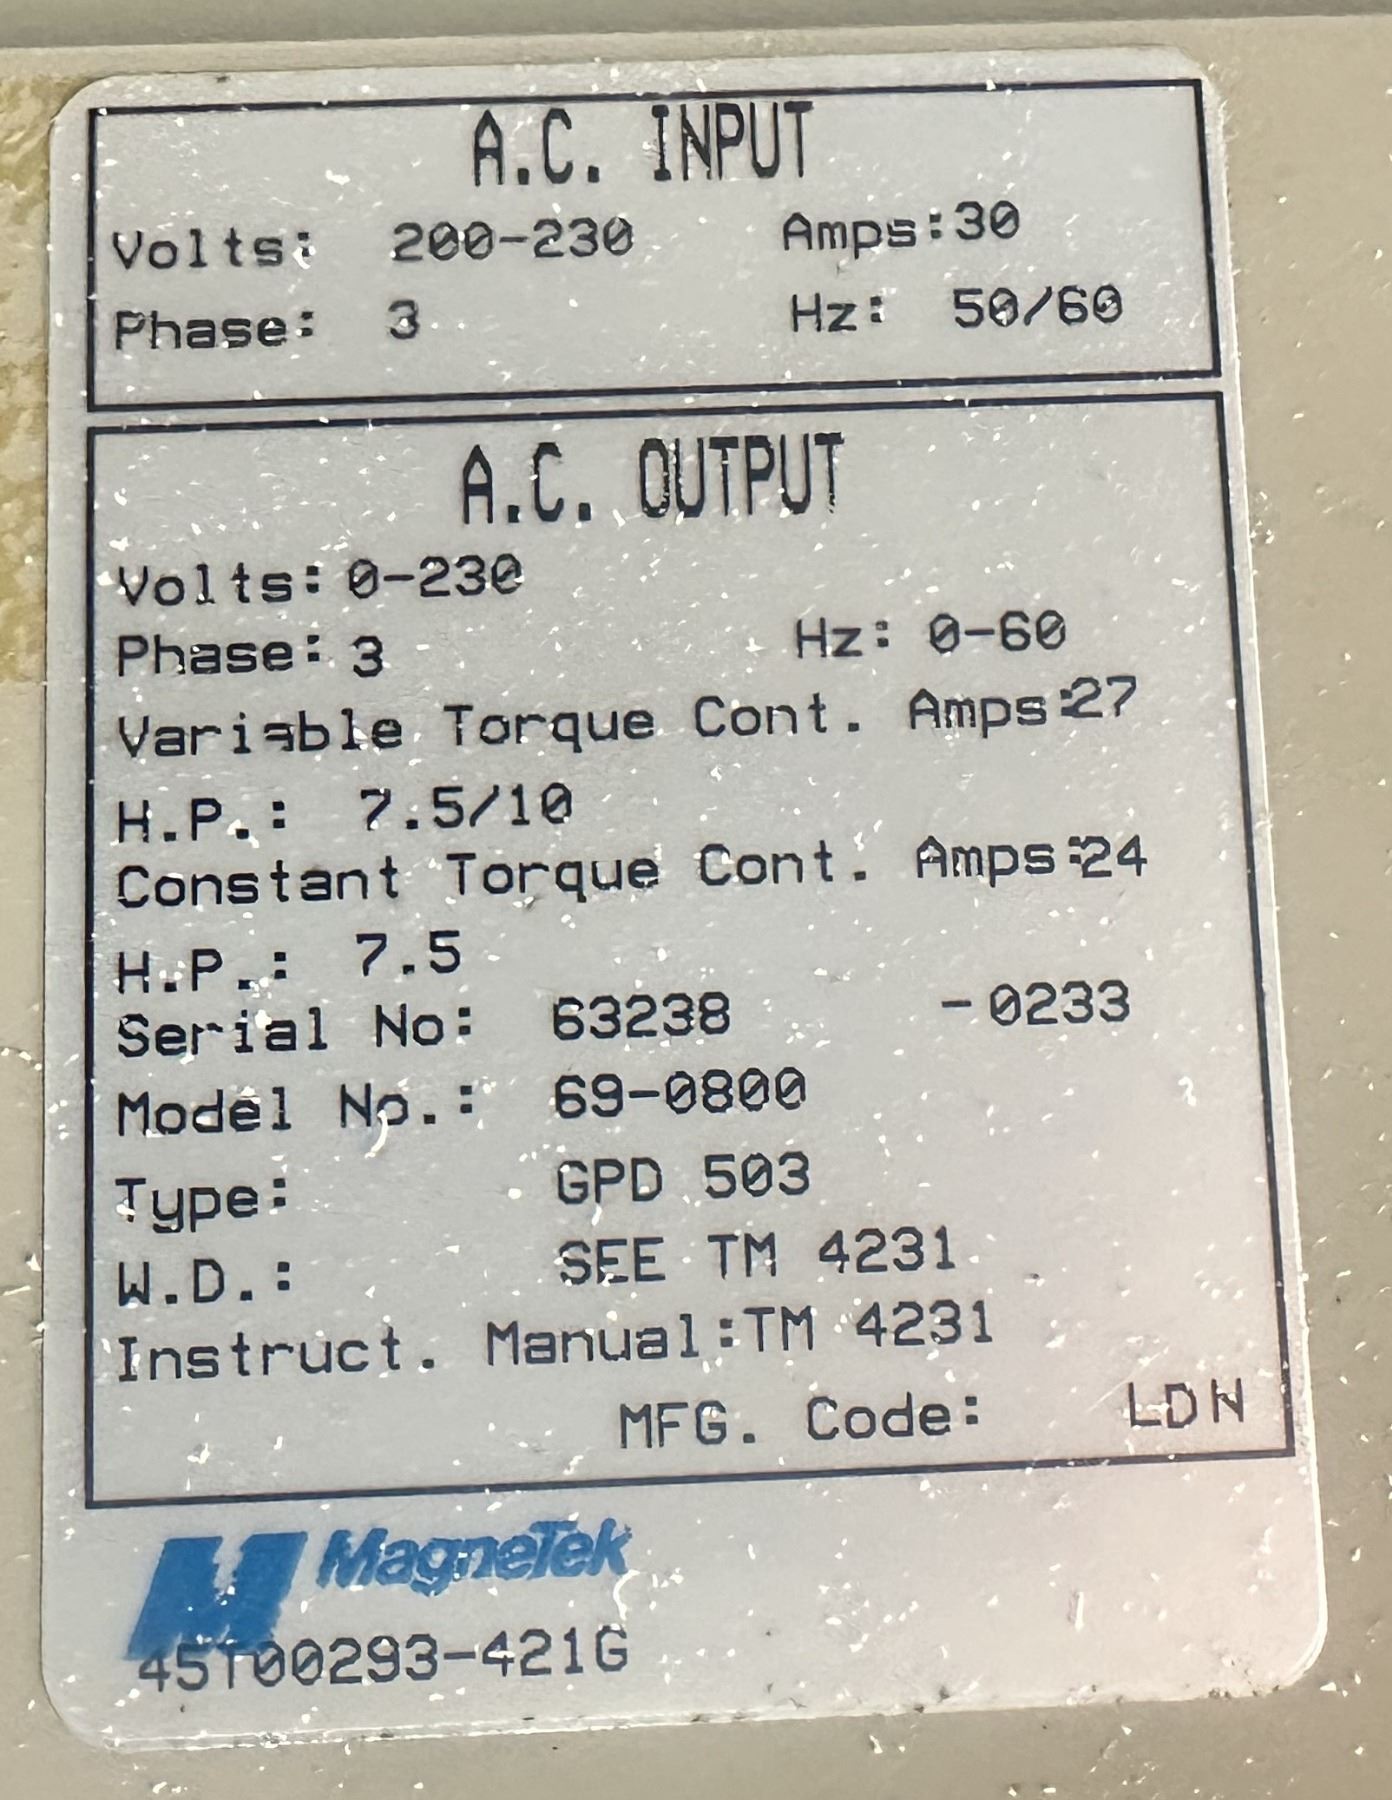 A.C. INPUT
Volts: 200-230 Amps:30
Phase: 3 Hz: 50/60
A.C. OUTPUT
Volts: 0-230
Phase: 3 Hz: 0-60
Variable Torque Cont. Amps:27
H.P.: 7.5/10
Constant Torque Cont. Amps:24
H.P.: 7.5
Serial No: 63238 -0233
Model No.: 69-0800
Type: GPD 503
W.D.: SEE TM 4231
Instruct. Manual:TM 4231
MFG. Code: LDN
MagneTek
45T00293-421G